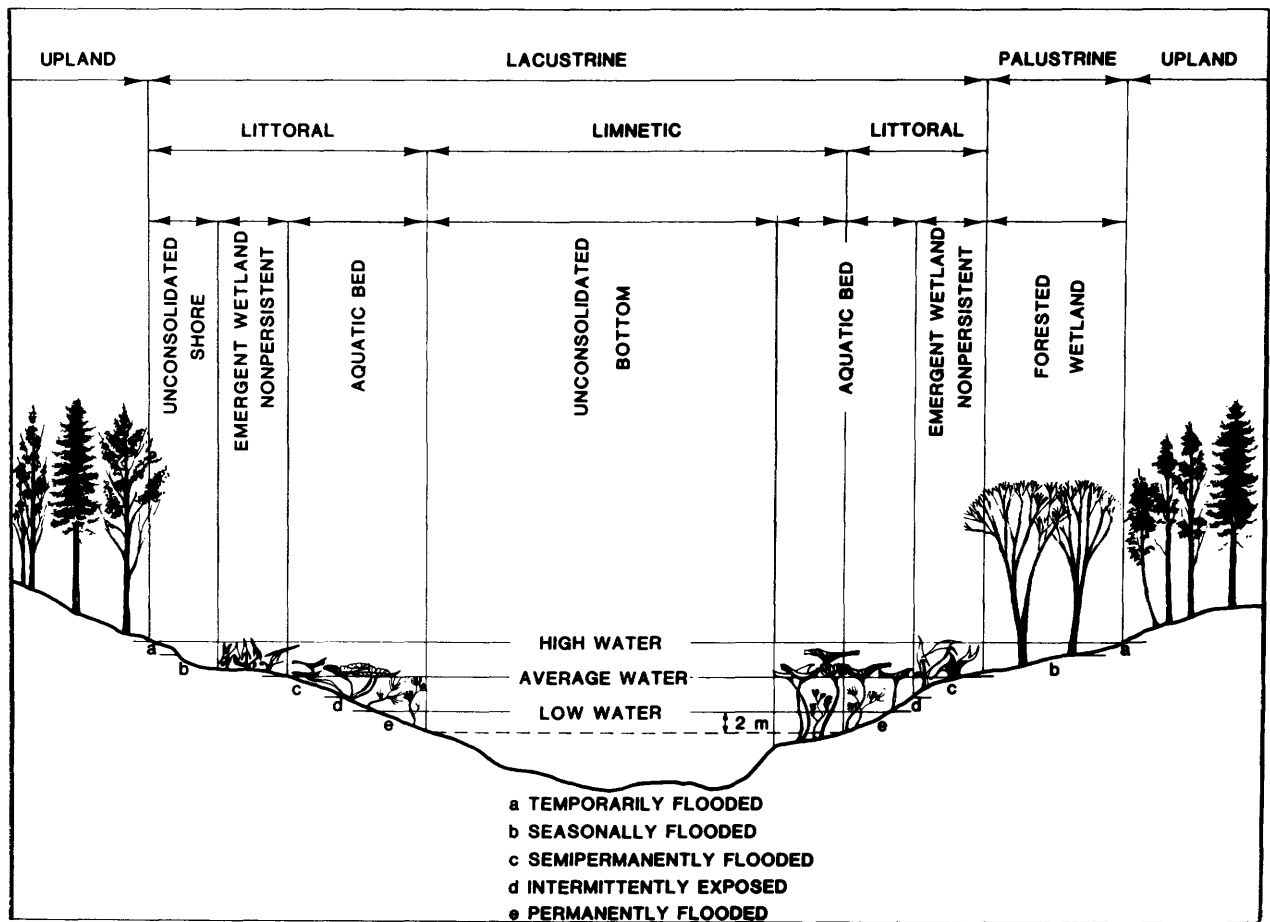 UPLAND
LACUSTRINE
PALUSTRINE
UPLAND
LITTORAL
LIMNETIC
LITTORAL
UNCONSOLIDATED
SHORE
EMERGENT WETLAND
NONPERSISTENT
AQUATIC BED
UNCONSOLIDATED
BOTTOM
AQUATIC BED
EMERGENT WETLAND
NONPERSISTENT
FORESTED
WETLAND
HIGH WATER
AVERAGE WATER
LOW WATER
2 m
a
b
c
d
e
e
d
c
b
a
a TEMPORARILY FLOODED
b SEASONALLY FLOODED
c SEMIPERMANENTLY FLOODED
d INTERMITTENTLY EXPOSED
e PERMANENTLY FLOODED